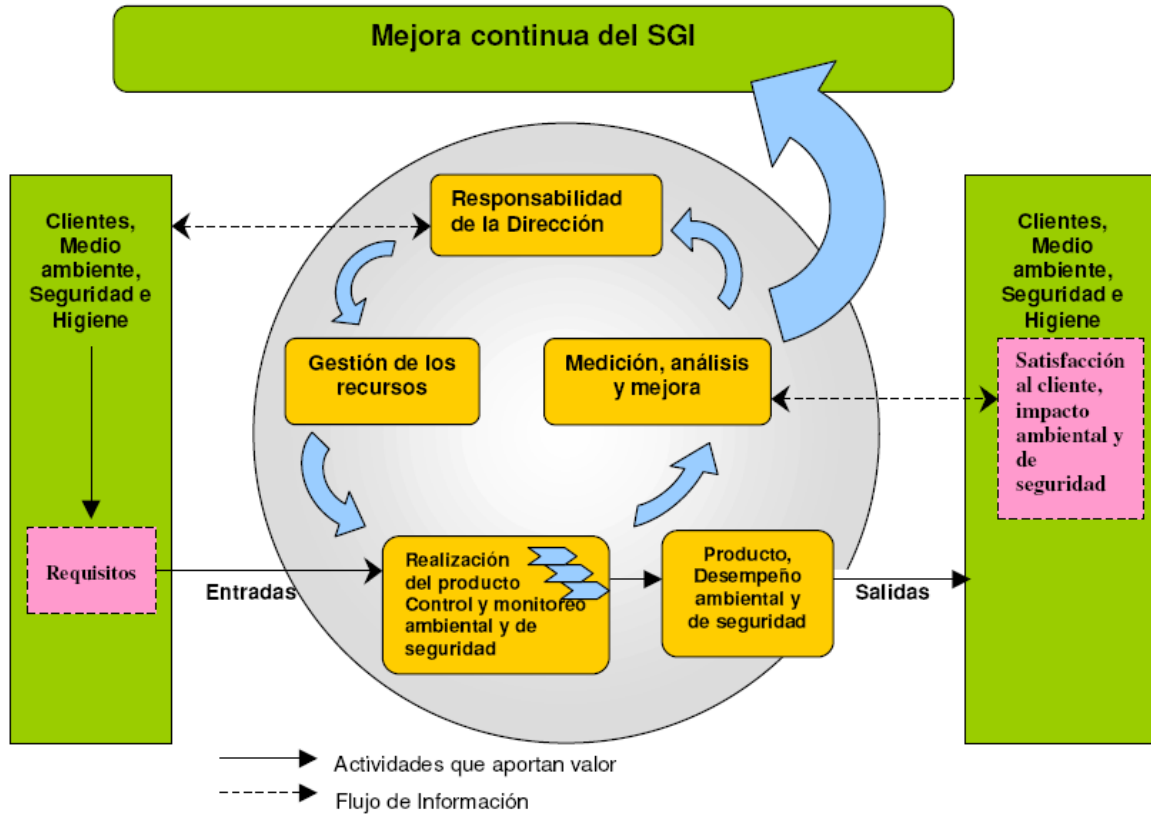 Mejora continua del SGI
Responsabilidad
de la Dirección
Clientes,
Medio
ambiente,
Seguridad e
Higiene
Clientes,
Medio
ambiente,
Seguridad e
Higiene
Gestión de los
recursos
Medición, análisis
y mejora
Satisfacción
al cliente,
impacto
ambiental y
de
seguridad
Requisitos
Entradas
Realización
del producto
Control y monitoreo
ambiental y de
seguridad
Producto,
Desempeño
ambiental y
de seguridad
Salidas
Actividades que aportan valor
Flujo de Información